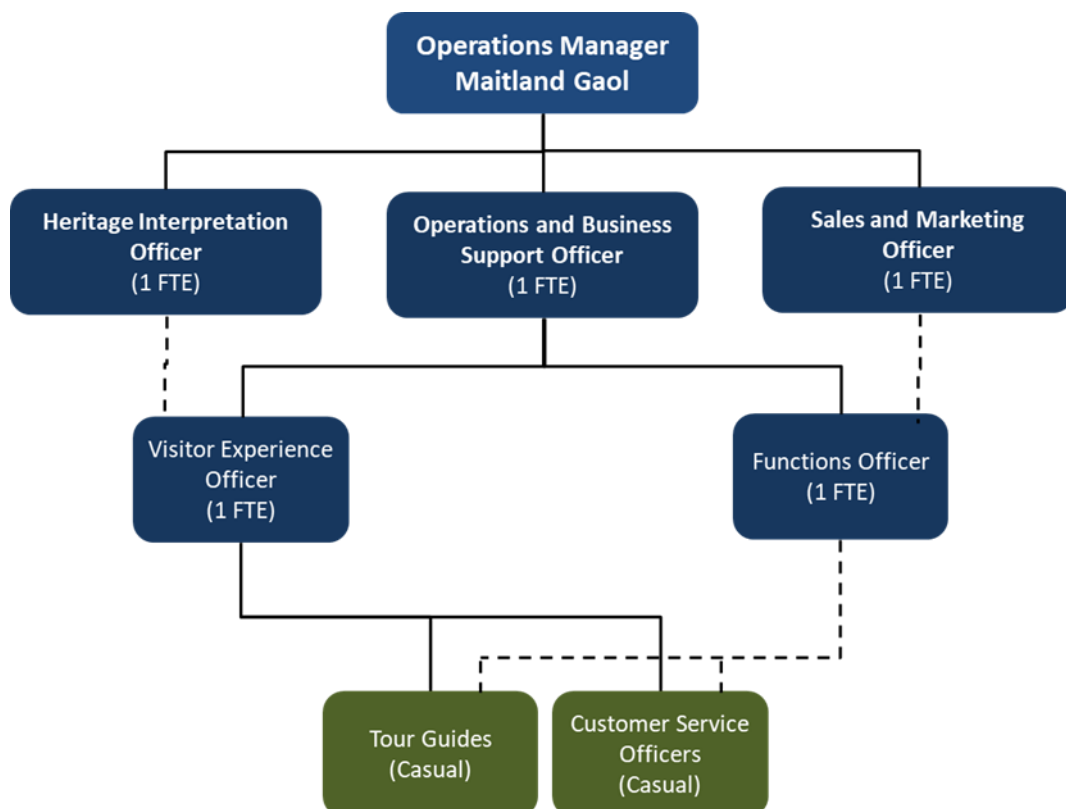 Operations Manager
Maitland Gaol
Heritage Interpretation
Officer
(1 FTE)
Operations and Business
Support Officer
(1 FTE)
Sales and Marketing
Officer
(1 FTE)
Visitor Experience
Officer
(1 FTE)
Functions Officer
(1 FTE)
Tour Guides
(Casual)
Customer Service
Officers
(Casual)